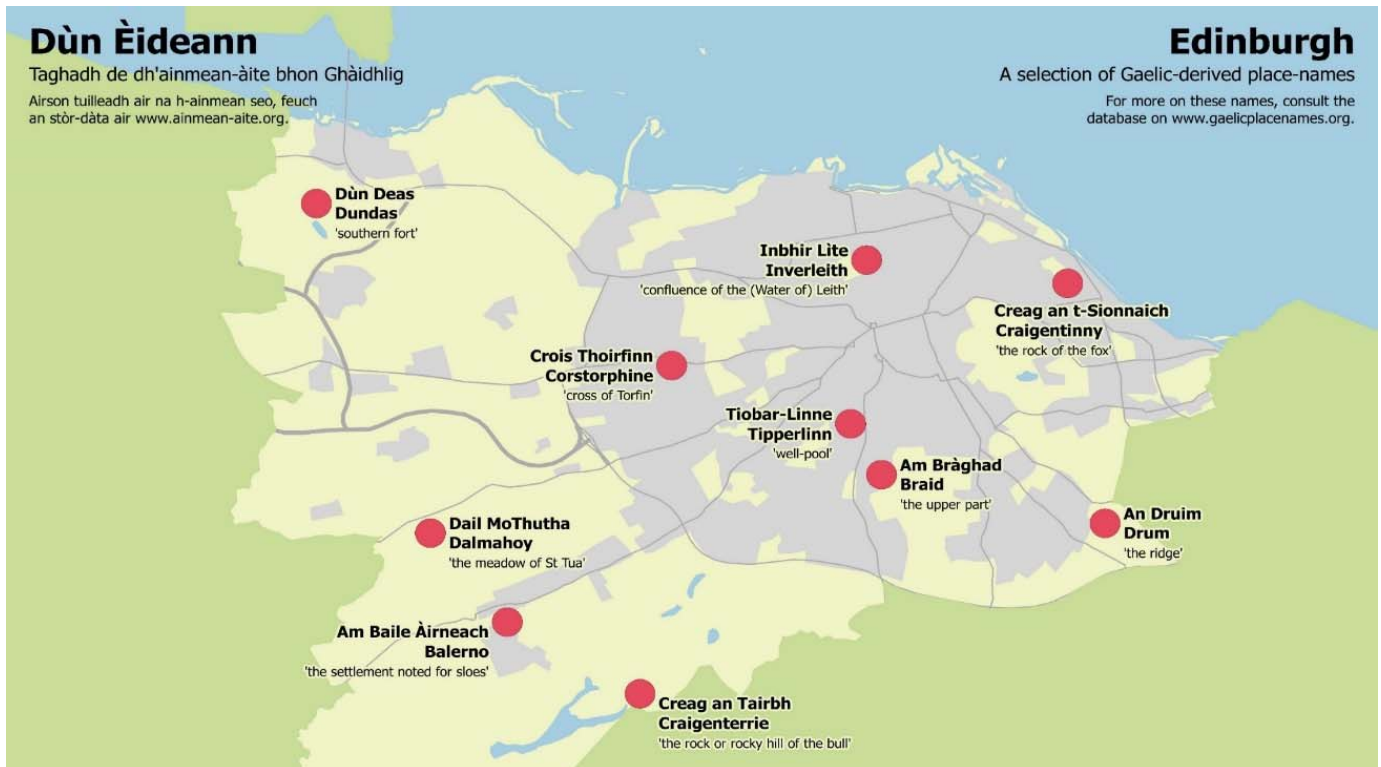 Dùn Èideann
Taghadh de dh'ainmean-àite bhon Ghàidhlig
Airson tuilleadh air na h-ainmean seo, feuch
an stòr-dàta air www.ainmean-aite.org.
Edinburgh
A selection of Gaelic-derived place-names
For more on these names, consult the
database on www.gaelicplacenames.org.
Dùn Deas
Dundas
'southern fort'
Inbhir Lìte
Inverleith
'confluence of the (Water of) Leith'
Creag an t-Sionnaich
Craigentinny
'the rock of the fox'
Crois Thoirfinn
Corstorphine
'cross of Torfin'
Tiobar-Linne
Tipperlinn
'well-pool'
Am Bràghad
Braid
'the upper part'
An Druim
Drum
'the ridge'
Dail MoThutha
Dalmahoy
'the meadow of St Tua'
Am Baile Àirneach
Balerno
'the settlement noted for sloes'
Creag an Tairbh
Craigenterrie
'the rock or rocky hill of the bull'